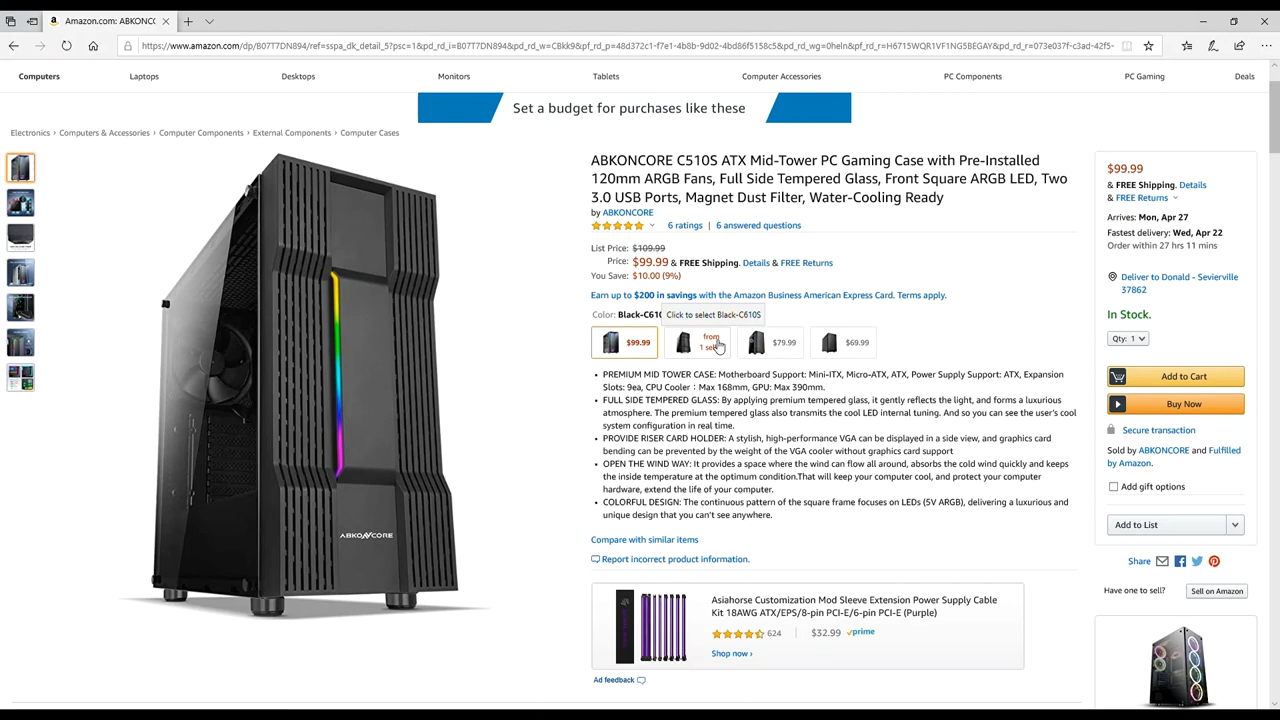 Amazon.com: ABKONCO
https://www.amazon.com/dp/B07T7DN894/ref=sspa_dk_detail_5?psc=1&pd_rd_i=B07T7DN894&pd_rd_w=CBkk9&pf_rd_p=48d372c1-f7e1-4b8b-9d02-4bd86f5158c5&pd_rd_wg=0heln&pf_rd_r=H6715WQR1VF1NG5BEGAY&pd_rd_r=073e037f-c3ad-42f5-
Computers Laptops Desktops Monitors Tablets Computer Accessories PC Components PC Gaming Deals
Set a budget for purchases like these
Electronics › Computers & Accessories › Computer Components › External Components › Computer Cases
ABKONCORE
ABKONCORE C510S ATX Mid-Tower PC Gaming Case with Pre-Installed
120mm ARGB Fans, Full Side Tempered Glass, Front Square ARGB LED, Two
3.0 USB Ports, Magnet Dust Filter, Water-Cooling Ready
by ABKONCORE
6 ratings | 6 answered questions
List Price: $109.99
Price: $99.99 & FREE Shipping. Details & FREE Returns
You Save: $10.00 (9%)
Earn up to $200 in savings with the Amazon Business American Express Card. Terms apply.
Color: Black-C610
Click to select Black-C610S
$99.99
from
1
$79.99
$69.99
• PREMIUM MID TOWER CASE: Motherboard Support: Mini-ITX, Micro-ATX, ATX, Power Supply Support: ATX, Expansion
Slots: 9ea, CPU Cooler : Max 168mm, GPU: Max 390mm.
• FULL SIDE TEMPERED GLASS: By applying premium tempered glass, it gently reflects the light, and forms a luxurious
atmosphere. The premium tempered glass also transmits the cool LED internal tuning. And so you can see the user's cool
system configuration in real time.
• PROVIDE RISER CARD HOLDER: A stylish, high-performance VGA can be displayed in a side view, and graphics card
bending can be prevented by the weight of the VGA cooler without graphics card support
• OPEN THE WIND WAY: It provides a space where the wind can flow all around, absorbs the cold wind quickly and keeps
the inside temperature at the optimum condition.That will keep your computer cool, and protect your computer
hardware, extend the life of your computer.
• COLORFUL DESIGN: The continuous pattern of the square frame focuses on LEDs (5V ARGB), delivering a luxurious and
unique design that you can't see anywhere.
Compare with similar items
Report incorrect product information.
Asiahorse Customization Mod Sleeve Extension Power Supply Cable
Kit 18AWG ATX/EPS/8-pin PCI-E/6-pin PCI-E (Purple)
624 | $32.99 prime
Shop now ›
Ad feedback
$99.99
& FREE Shipping. Details
& FREE Returns
Arrives: Mon, Apr 27
Fastest delivery: Wed, Apr 22
Order within 27 hrs 11 mins
Deliver to Donald - Sevierville
37862
In Stock.
Qty: 1
Add to Cart
Buy Now
Secure transaction
Sold by ABKONCORE and Fulfilled
by Amazon.
Add gift options
Add to List
Share
Have one to sell? Sell on Amazon